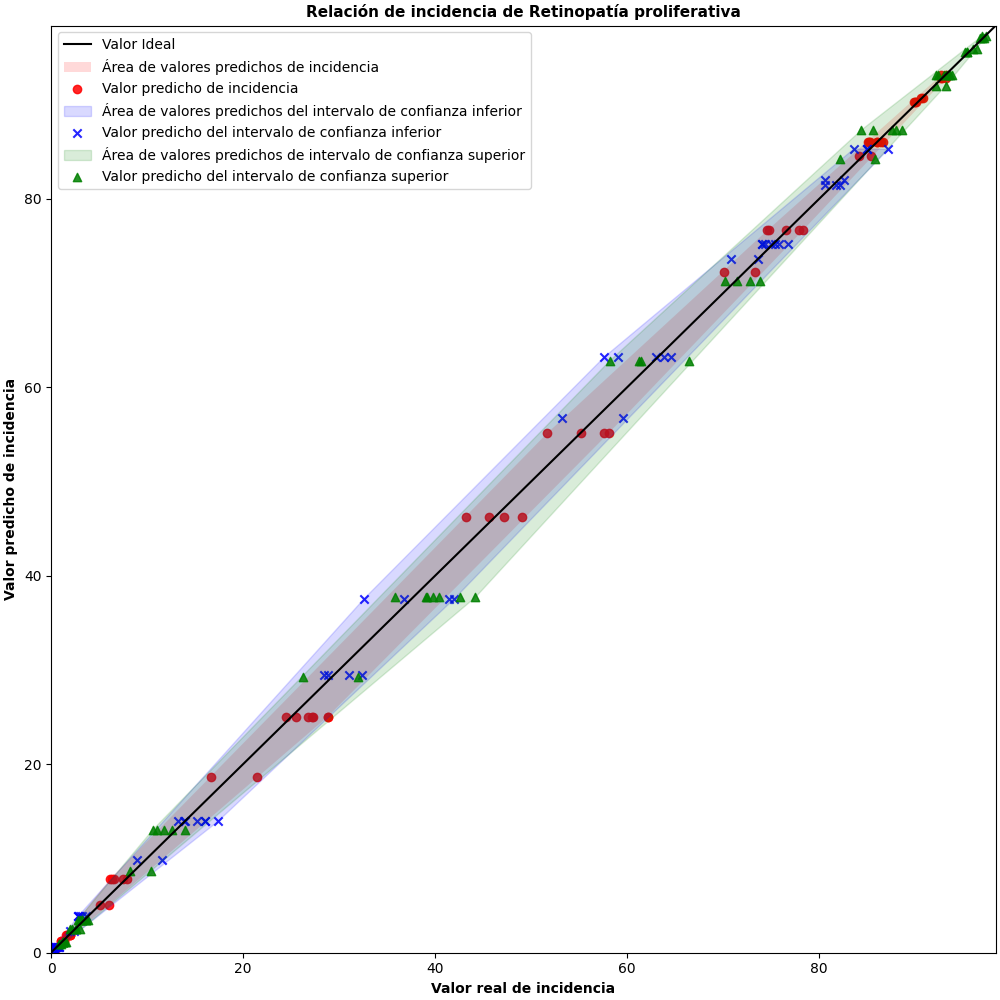 Relación de incidencia de Retinopatía proliferativa
Valor Ideal
Área de valores predichos de incidencia
Valor predicho de incidencia
Área de valores predichos del intervalo de confianza inferior
Valor predicho del intervalo de confianza inferior
Área de valores predichos de intervalo de confianza superior
Valor predicho del intervalo de confianza superior
Valor predicho de incidencia
80
60
40
20
0
0 20 40 60 80
Valor real de incidencia